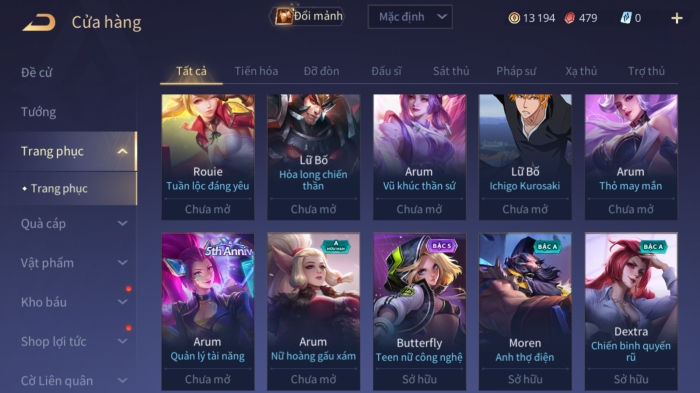 Cửa hàng
Đổi mảnh
Mặc định
13 194
479
0
Đề cử
Tướng
Trang phục
Trang phục
Quà cáp
Vật phẩm
Kho báu
Shop lợi tức
Cờ Liên quân
Tất cả
Tiến hóa
Đỡ đòn
Đấu sĩ
Sát thủ
Pháp sư
Xạ thủ
Trợ thủ
Rouie
Tuần lộc đáng yêu
Chưa mở
Lữ Bố
Hỏa long chiến
thần
Chưa mở
Arum
Vũ khúc thần sứ
Chưa mở
Lữ Bố
Ichigo Kurosaki
Chưa mở
Arum
Thỏ may mắn
Chưa mở
5th Anniv
Arum
Quản lý tài năng
Chưa mở
A
HỮU HẠN
Arum
Nữ hoàng gấu xám
Chưa mở
BẬC S
Butterfly
Teen nữ công nghệ
Sở hữu
BẬC A
Moren
Anh thợ điện
Sở hữu
BẬC A
Dextra
Chiến binh quyến
rũ
Sở hữu